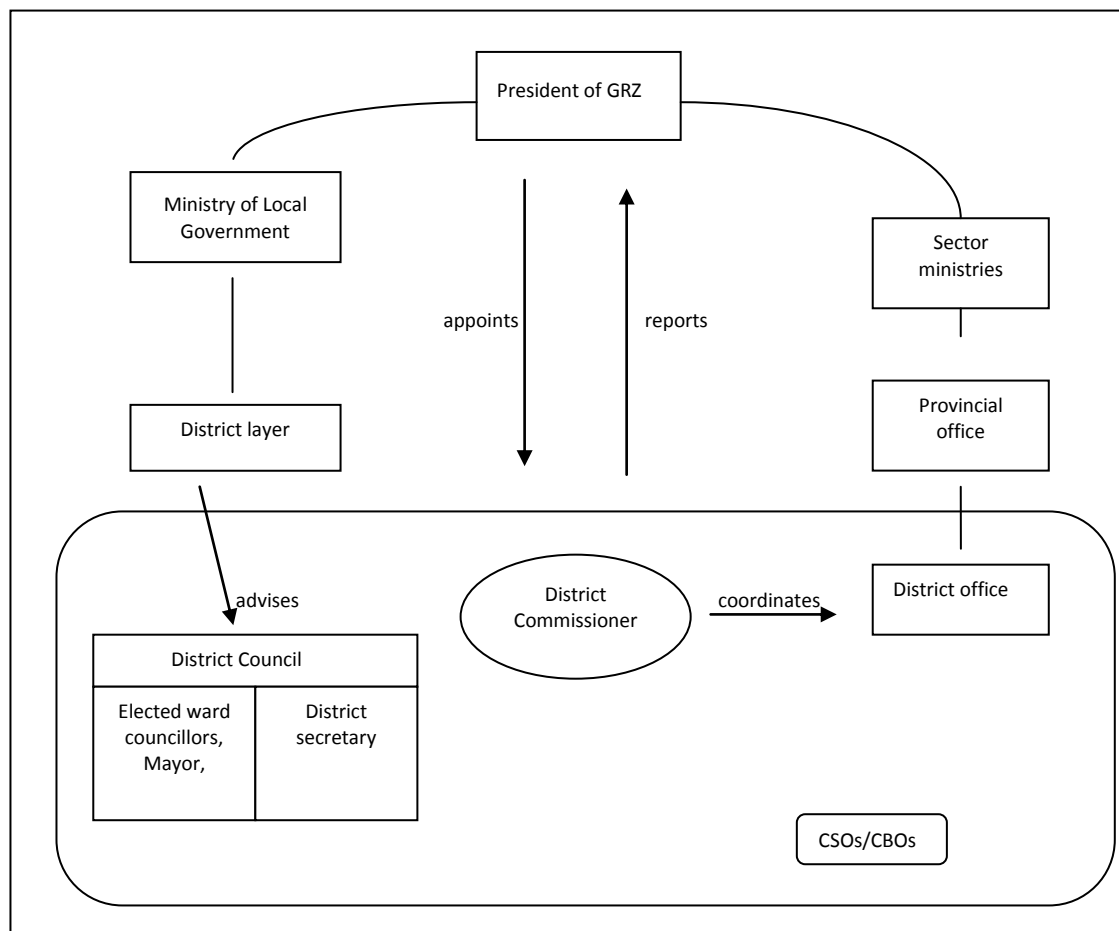 President of GRZ
Ministry of Local
Government
Sector
ministries
appoints
reports
District layer
Provincial
office
advises
District
Commissioner
coordinates
District office
District Council
Elected ward
councillors,
Mayor,
District
secretary
CSOs/CBOs